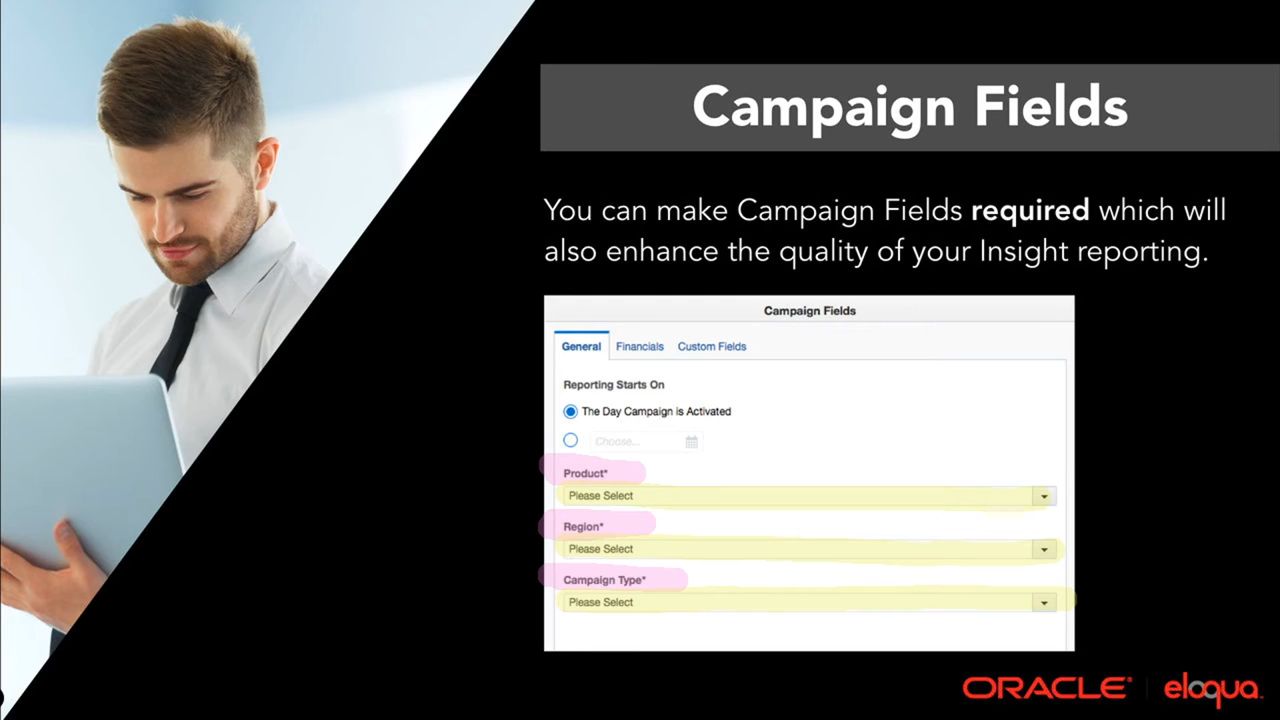 Campaign Fields
You can make Campaign Fields required which will
also enhance the quality of your Insight reporting.
Campaign Fields
General Financials Custom Fields
Reporting Starts On
The Day Campaign is Activated
Choose...
Product*
Please Select
Region*
Please Select
Campaign Type*
Please Select
ORACLE® | eloqua™